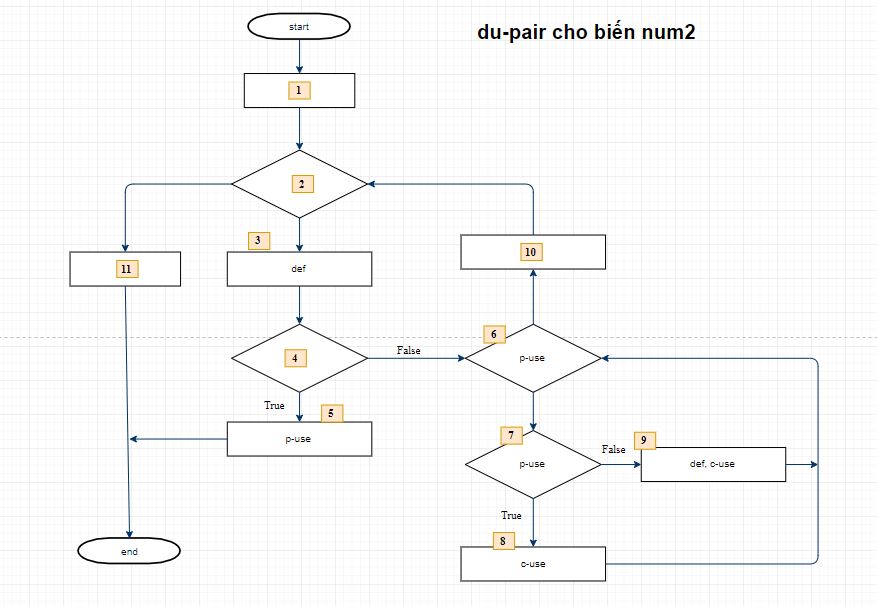 start
du-pair cho biến num2
1
2
3
def
11
10
4
False
6
p-use
True
5
p-use
7
p-use
False
9
def, c-use
True
8
c-use
end